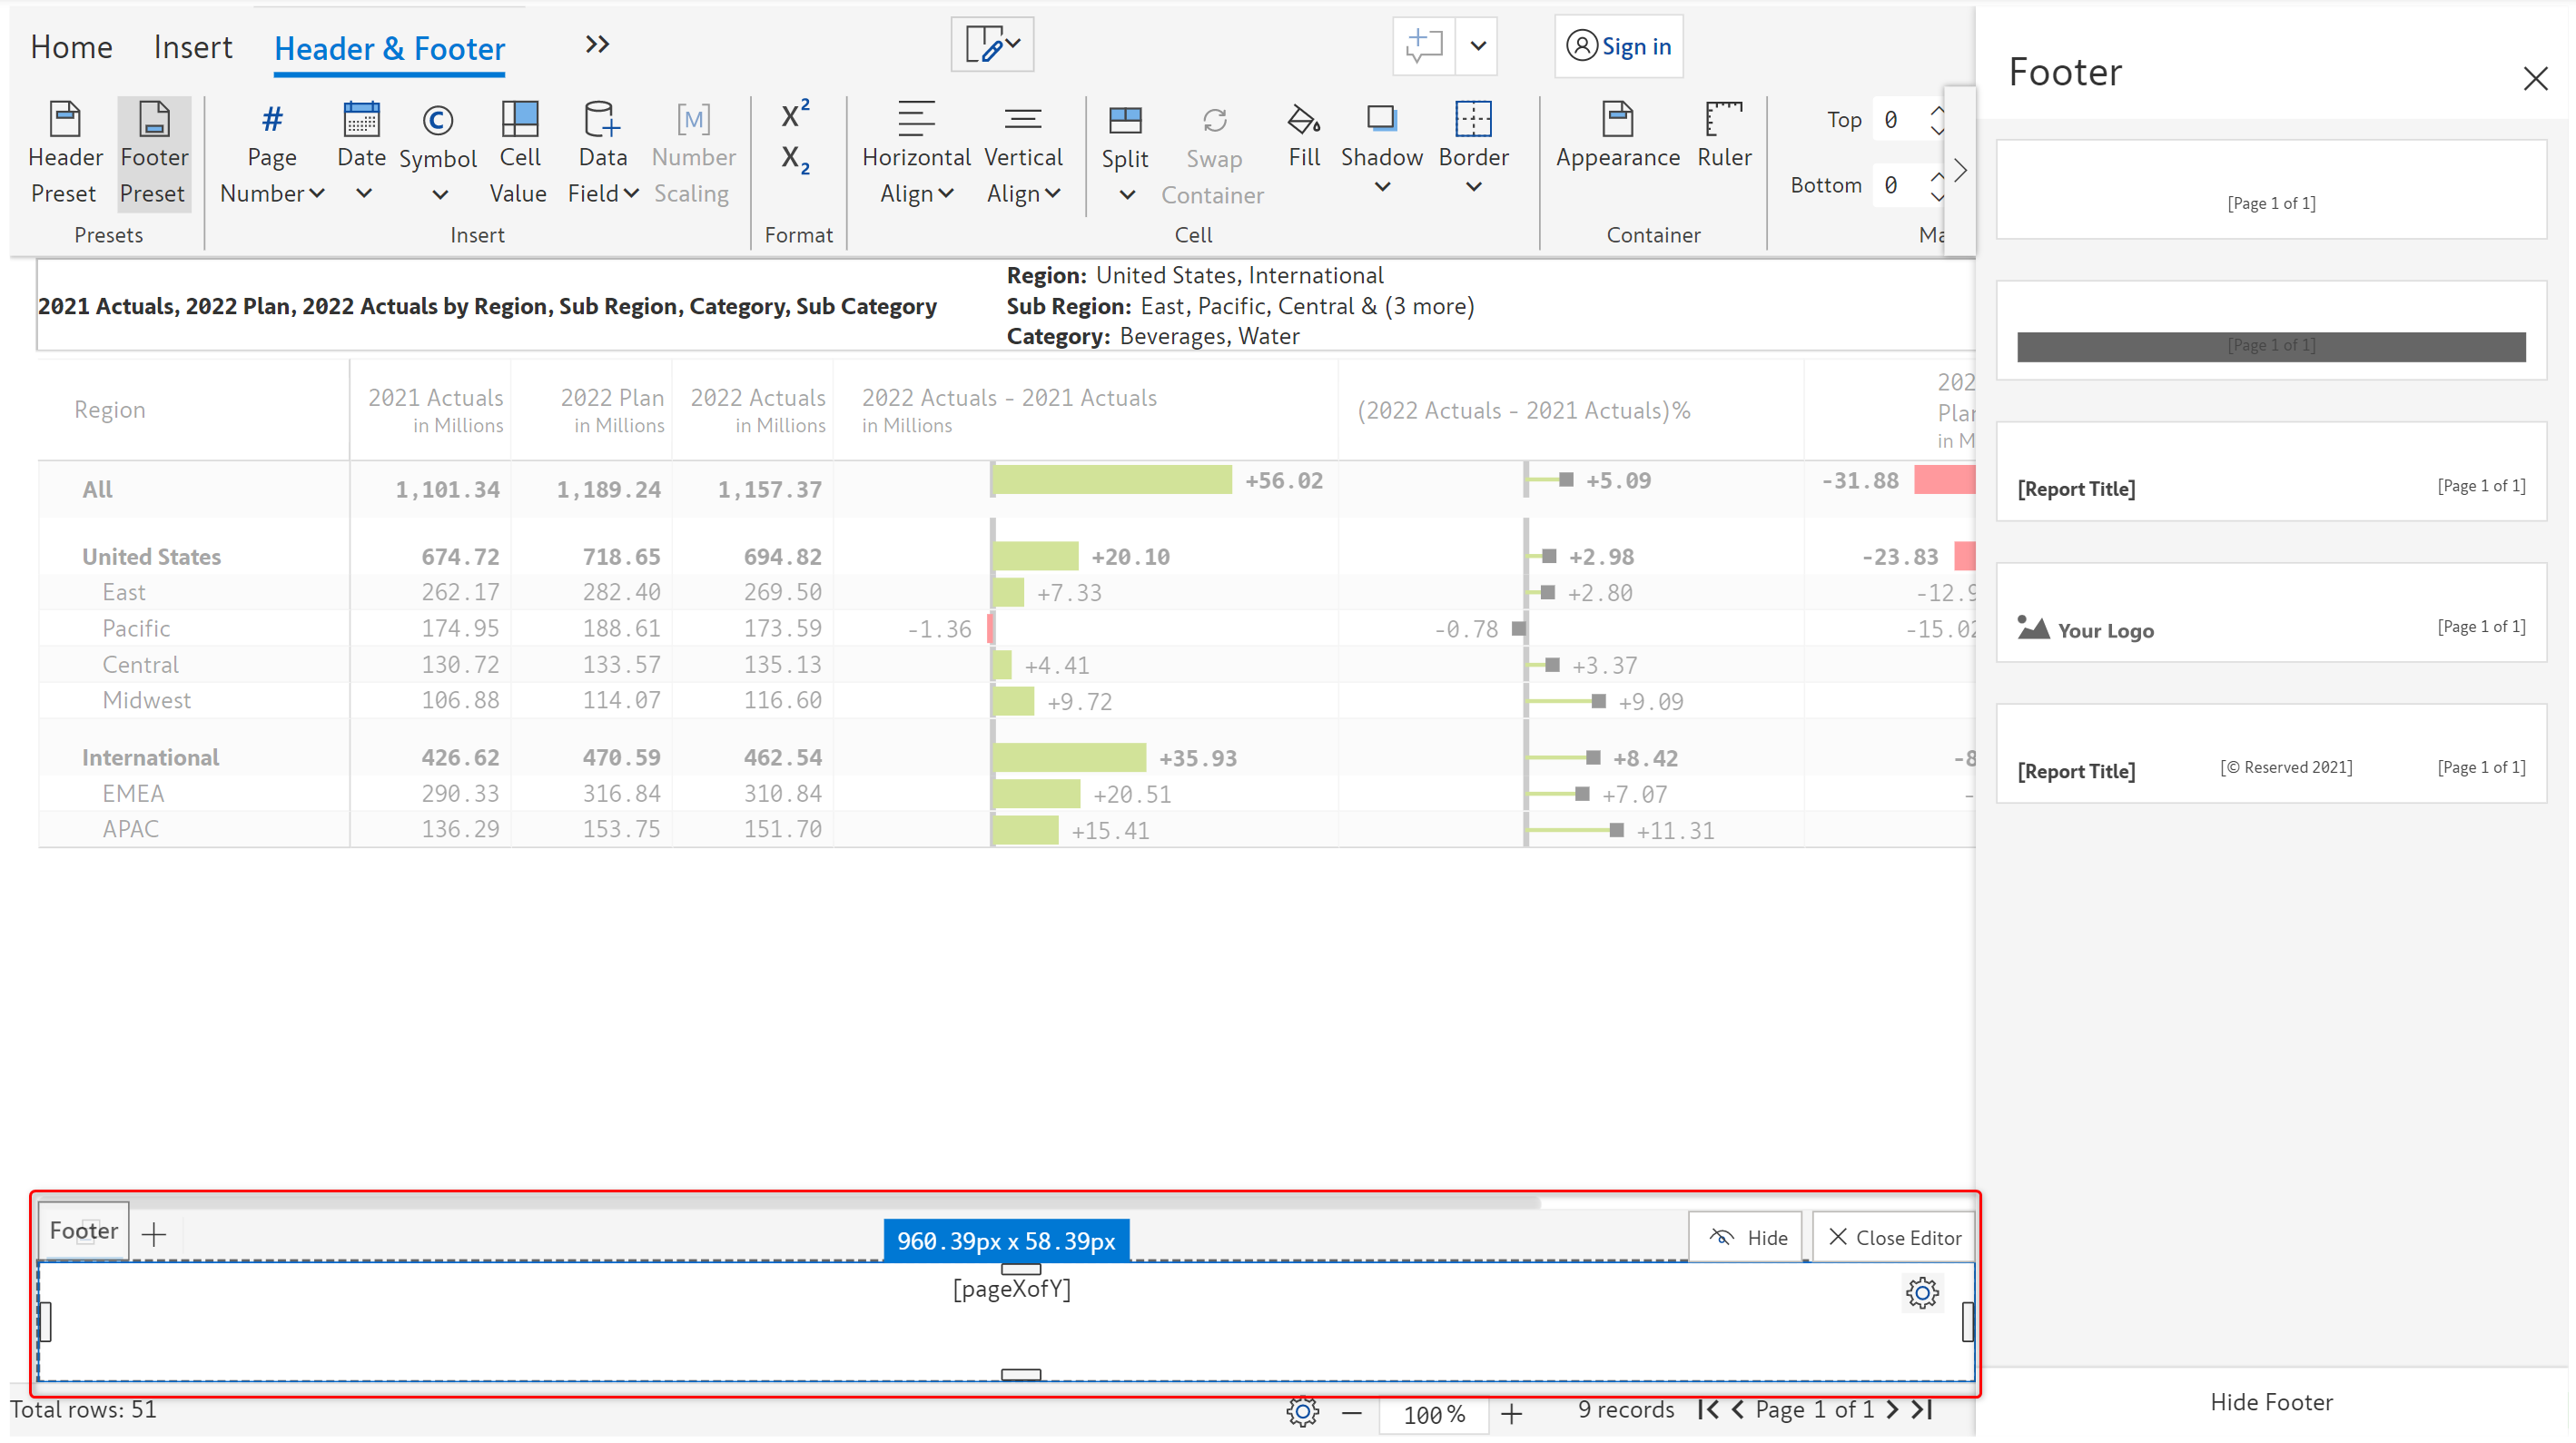 Home Insert Header & Footer Sign in
Header Preset Footer Preset Page Number Date Symbol Cell Value Data Field Number Scaling X² X₂ Horizontal Align Vertical Align Split Swap Container Fill Shadow Border Appearance Ruler Top 0
Bottom 0
Presets Insert Format Cell Container
2021 Actuals, 2022 Plan, 2022 Actuals by Region, Sub Region, Category, Sub Category
Region: United States, International
Sub Region: East, Pacific, Central & (3 more)
Category: Beverages, Water
Region 2021 Actuals in Millions 2022 Plan in Millions 2022 Actuals in Millions 2022 Actuals - 2021 Actuals in Millions (2022 Actuals - 2021 Actuals)%
All 1,101.34 1,189.24 1,157.37 +56.02 +5.09 -31.88
United States 674.72 718.65 694.82 +20.10 +2.98 -23.83
East 262.17 282.40 269.50 +7.33 +2.80
Pacific 174.95 188.61 173.59 -1.36 -0.78
Central 130.72 133.57 135.13 +4.41 +3.37
Midwest 106.88 114.07 116.60 +9.72 +9.09
International 426.62 470.59 462.54 +35.93 +8.42
EMEA 290.33 316.84 310.84 +20.51 +7.07
APAC 136.29 153.75 151.70 +15.41 +11.31
Footer + 960.39px x 58.39px Hide Close Editor
[pageXofY]
Total rows: 51 100% 9 records Page 1 of 1
Footer
[Page 1 of 1]
[Page 1 of 1]
[Report Title] [Page 1 of 1]
Your Logo [Page 1 of 1]
[Report Title] [© Reserved 2021] [Page 1 of 1]
Hide Footer